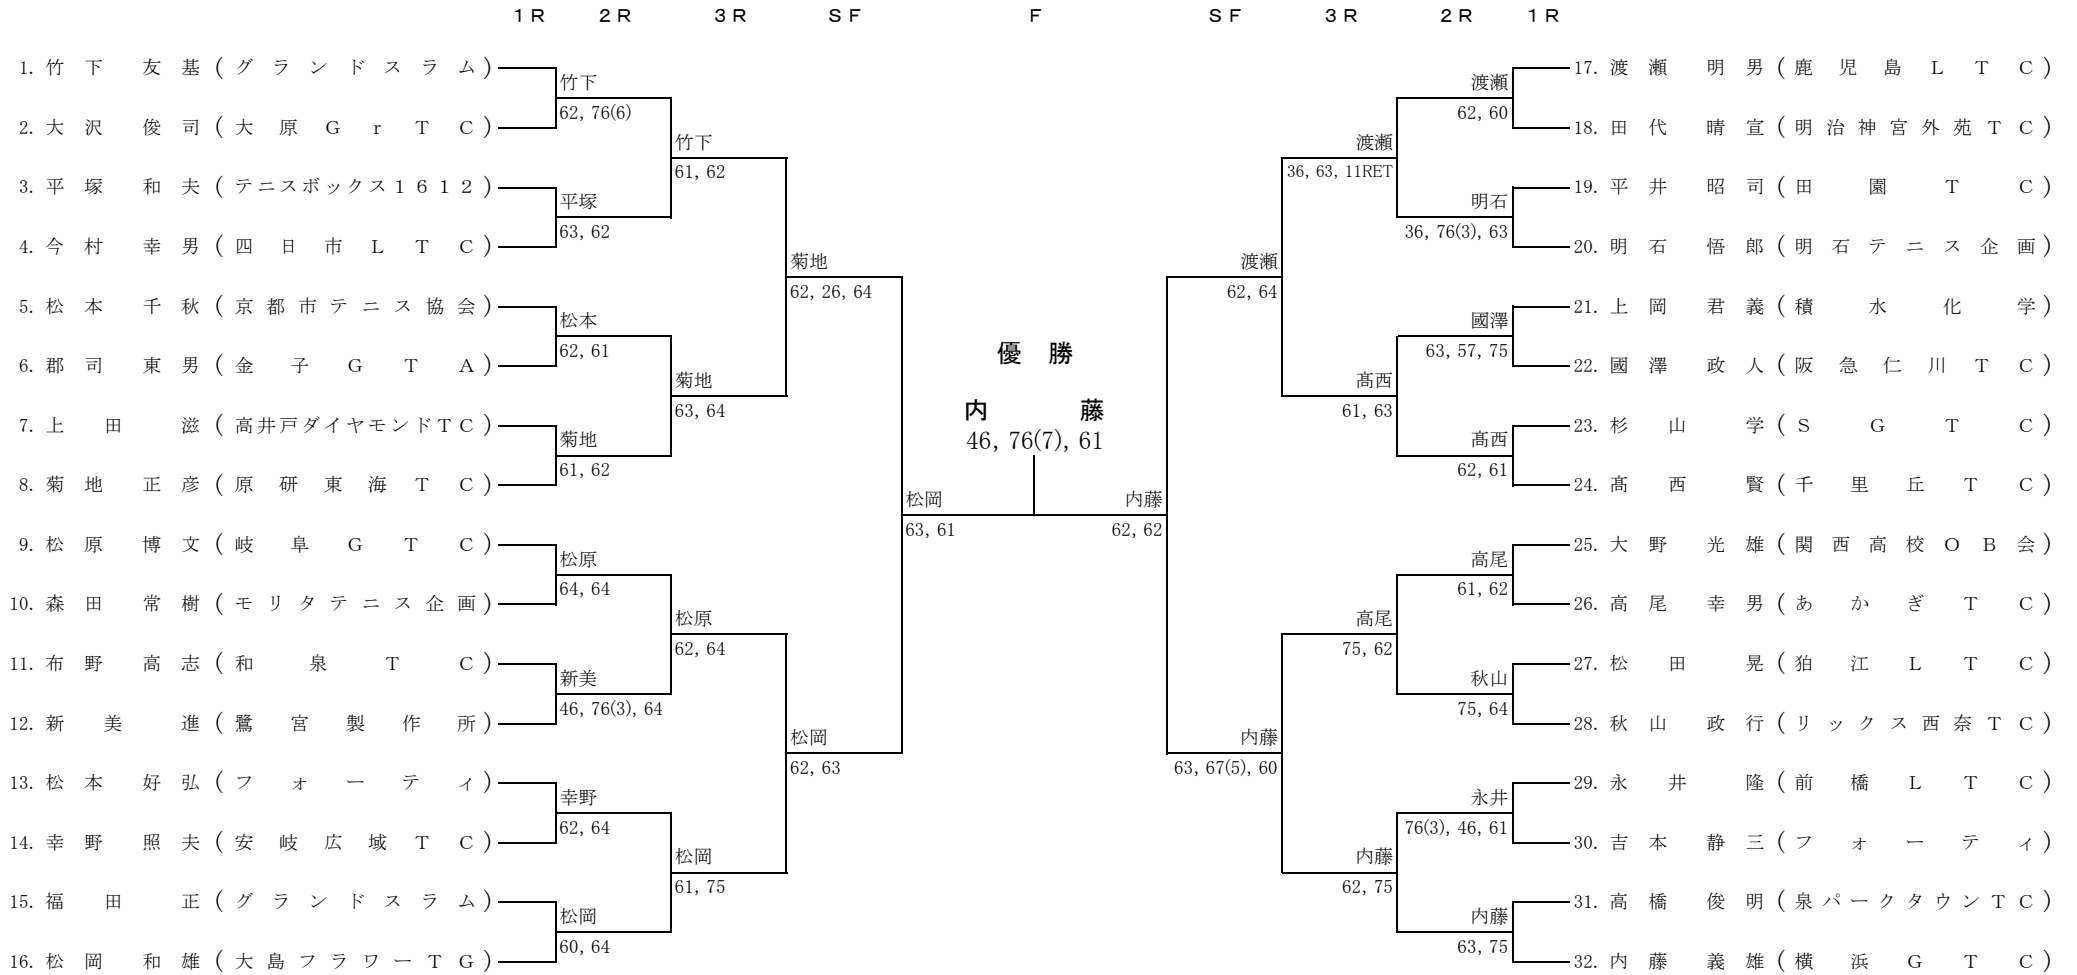 1R 2R 3R SF F SF 3R 2R 1R
1. 竹下 友基 (グランドスラム) 17. 渡瀬 明男 (鹿児島LTC)
竹下 渡瀬
62, 76(6) 62, 60
2. 大沢 俊司 (大原GrTC) 18. 田代 晴宣 (明治神宮外苑TC)
竹下 渡瀬
61, 62 36, 63, 11RET
3. 平塚 和夫 (テニスボックス1612) 19. 平井 昭司 (田園TC)
平塚 明石
63, 62 36, 76(3), 63
4. 今村 幸男 (四日市LTC) 20. 明石 悟郎 (明石テニス企画)
菊地 渡瀬
62, 26, 64 62, 64
5. 松本 千秋 (京都市テニス協会) 21. 上岡 君義 (積水化学)
松本 國澤
62, 61 優勝 63, 57, 75
6. 郡司 東男 (金子GTA) 22. 國澤 政人 (阪急仁川TC)
菊地 髙西
63, 64 内藤 61, 63
7. 上田 滋 (高井戸ダイヤモンドTC) 23. 杉山 学 (SGTC)
菊地 46, 76(7), 61 髙西
61, 62 62, 61
8. 菊地 正彦 (原研東海TC) 24. 髙西 賢 (千里丘TC)
松岡 内藤
63, 61 62, 62
9. 松原 博文 (岐阜GTC) 25. 大野 光雄 (関西高校OB会)
松原 高尾
64, 64 61, 62
10. 森田 常樹 (モリタテニス企画) 26. 高尾 幸男 (あかぎTC)
松原 高尾
62, 64 75, 62
11. 布野 高志 (和泉TC) 27. 松田 晃 (狛江LTC)
新美 秋山
46, 76(3), 64 75, 64
12. 新美 進 (鷺宮製作所) 28. 秋山 政行 (リックス西奈TC)
松岡 内藤
62, 63 63, 67(5), 60
13. 松本 好弘 (フォーティ) 29. 永井 隆 (前橋LTC)
幸野 永井
62, 64 76(3), 46, 61
14. 幸野 照夫 (安岐広域TC) 30. 吉本 静三 (フォーティ)
松岡 内藤
61, 75 62, 75
15. 福田 正 (グランドスラム) 31. 高橋 俊明 (泉パークタウンTC)
松岡 内藤
60, 64 63, 75
16. 松岡 和雄 (大島フラワーTG) 32. 内藤 義雄 (横浜GTC)